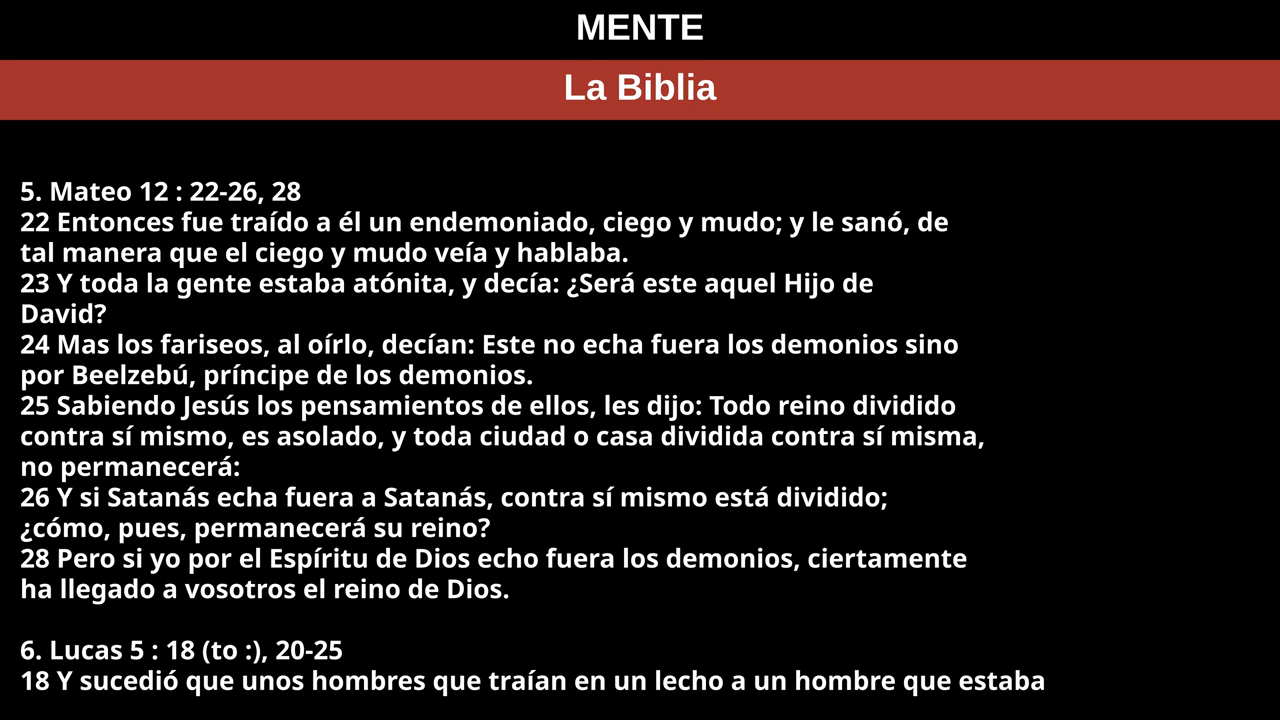 MENTE
La Biblia
5. Mateo 12 : 22-26, 28
22 Entonces fue traído a él un endemoniado, ciego y mudo; y le sanó, de
tal manera que el ciego y mudo veía y hablaba.
23 Y toda la gente estaba atónita, y decía: ¿Será este aquel Hijo de
David?
24 Mas los fariseos, al oírlo, decían: Este no echa fuera los demonios sino
por Beelzebú, príncipe de los demonios.
25 Sabiendo Jesús los pensamientos de ellos, les dijo: Todo reino dividido
contra sí mismo, es asolado, y toda ciudad o casa dividida contra sí misma,
no permanecerá:
26 Y si Satanás echa fuera a Satanás, contra sí mismo está dividido;
¿cómo, pues, permanecerá su reino?
28 Pero si yo por el Espíritu de Dios echo fuera los demonios, ciertamente
ha llegado a vosotros el reino de Dios.
6. Lucas 5 : 18 (to :), 20-25
18 Y sucedió que unos hombres que traían en un lecho a un hombre que estaba